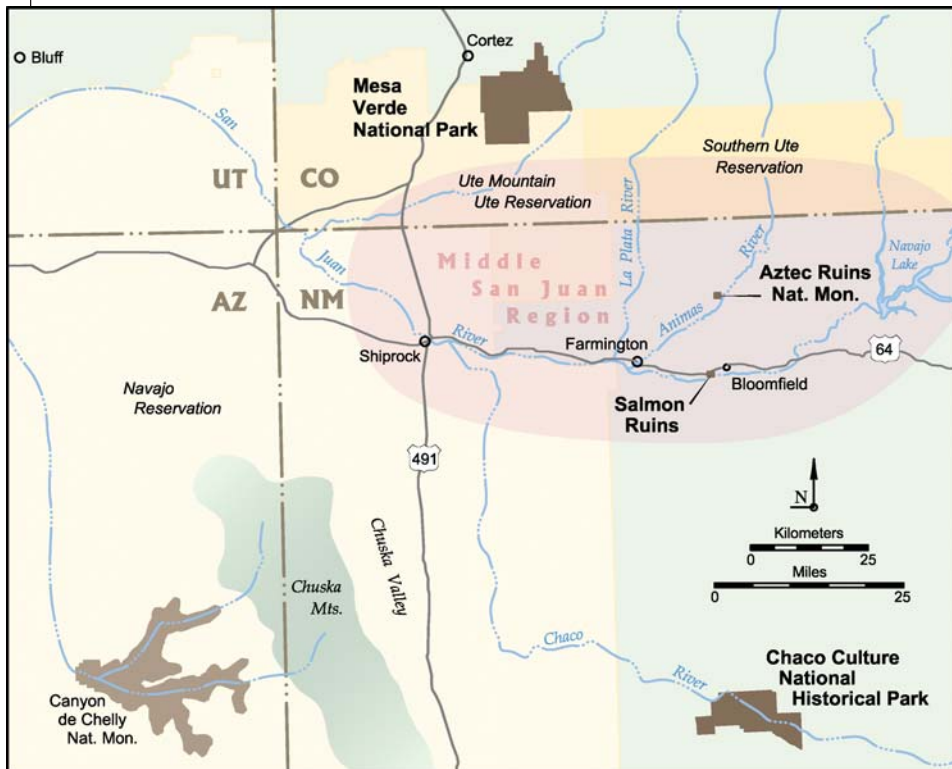 Bluff
Cortez
Mesa
Verde
National Park
San
UT
CO
Ute Mountain
Ute Reservation
La Plata River
Southern Ute
Reservation
River
Juan
AZ
NM
Middle
San Juan
Region
Navajo
Lake
Aztec Ruins
Nat. Mon.
Animas
Shiprock
River
Farmington
64
Bloomfield
Salmon
Ruins
Navajo
Reservation
491
N
Kilometers
0
25
Miles
0
25
Chuska Valley
Chuska
Mts.
Chaco
River
Chaco Culture
National
Historical Park
Canyon
de Chelly
Nat. Mon.